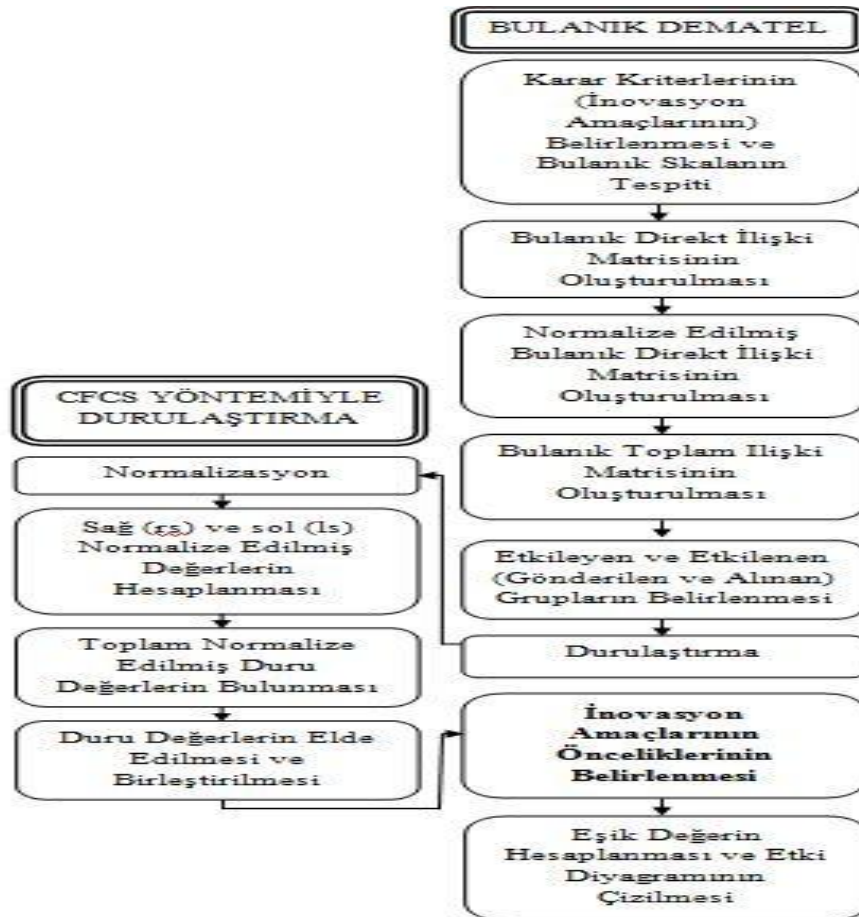 BULANIK DEMATEL
Karar Kriterlerinin
(İnovasyon
Amaçlarının)
Belirlenmesi ve
Bulanık Skalanın
Tespiti
Bulanık Direkt İlişki
Matrisinin
Oluşturulması
Normalize Edilmiş
Bulanık Direkt İlişki
Matrisinin
Oluşturulması
Bulanık Toplam Ilişki
Matrisinin
Oluşturulması
Etkileyen ve Etkilenen
(Gönderilen ve Alınan)
Grupların Belirlenmesi
Durulaştırma
CFCS YÖNTEMİYLE
DURULAŞTIRMA
Normalizasyon
Sağ (rs) ve sol (ls)
Normalize Edilmiş
Değerlerin
Hesaplanması
Toplam Normalize
Edilmiş Duru
Değerlerin Bulunması
Duru Değerlerin Elde
Edilmesi ve
Birleştirilmesi
İnovasyon
Amaçlarının
Önceliklerinin
Belirlenmesi
Eşik Değerin
Hesaplanması ve Etki
Diyagramının
Çizilmesi